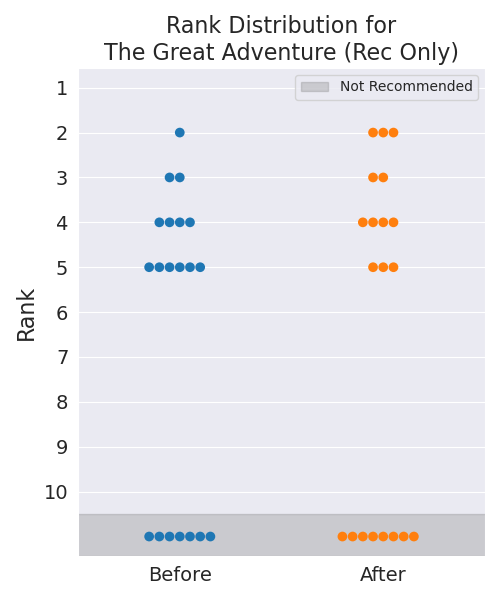 Rank Distribution for
The Great Adventure (Rec Only)
Not Recommended
1
2
3
4
5
6
7
8
9
10
Rank
Before After